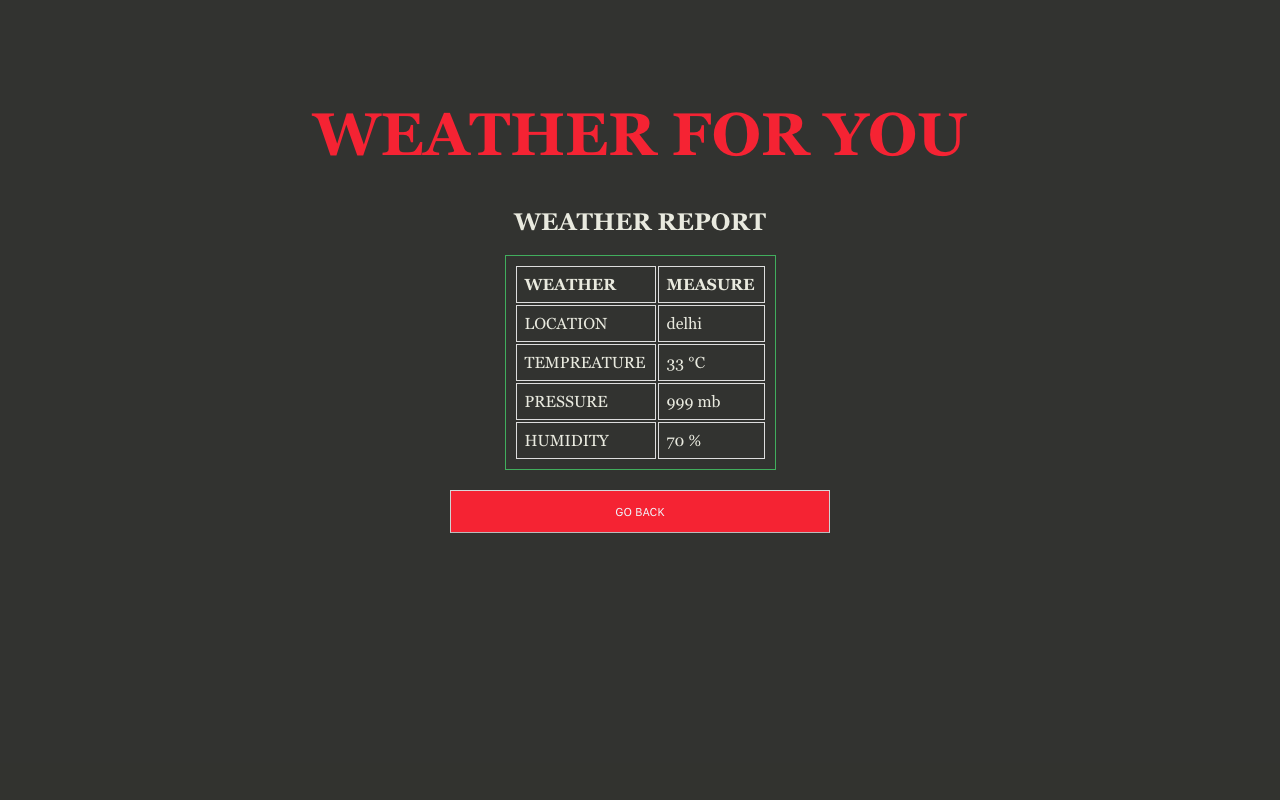 WEATHER FOR YOU
WEATHER REPORT
WEATHER MEASURE
LOCATION delhi
TEMPREATURE 33 °C
PRESSURE 999 mb
HUMIDITY 70 %
GO BACK